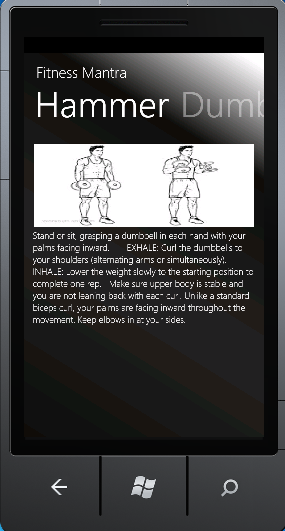 Fitness Mantra
Hammer Dumb
Stand or sit, grasping a dumbbell in each hand with your
palms facing inward. EXHALE: Curl the dumbbells to
your shoulders (alternating arms or simultaneously).
INHALE: Lower the weight slowly to the starting position to
complete one rep. Make sure upper body is stable and
you are not leaning back with each curl. Unlike a standard
biceps curl, your palms are facing inward throughout the
movement. Keep elbows in at your sides.